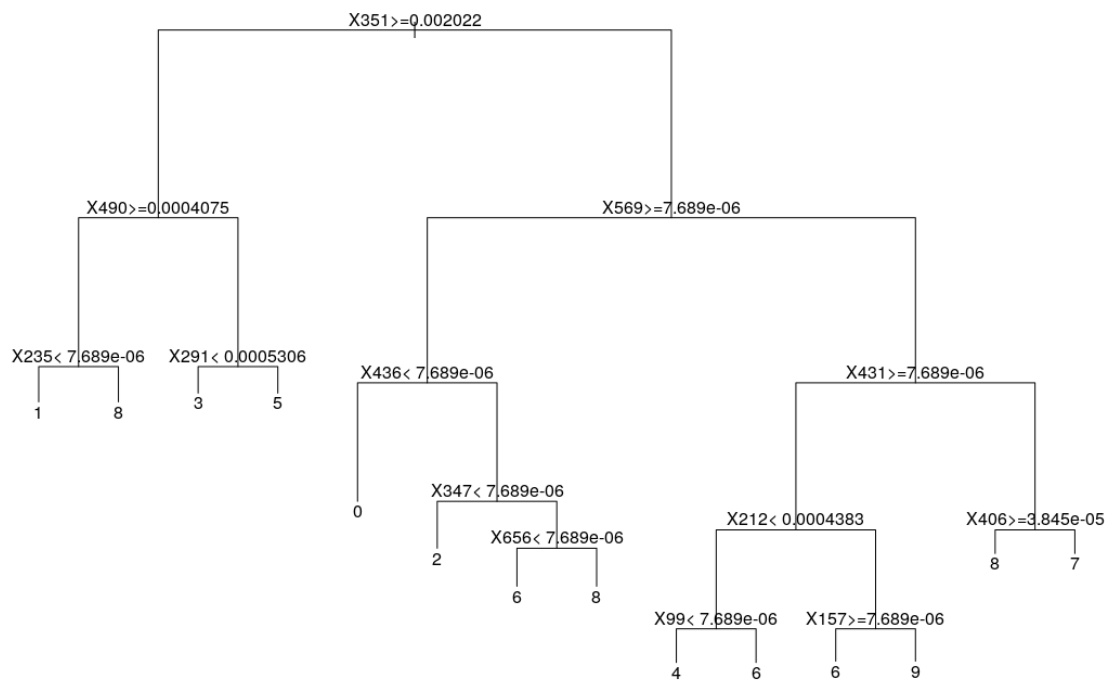 X351>=0.002022
X490>=0.0004075
X569>=7.689e-06
X235< 7.689e-06
X291< 0.0005306
X436< 7.689e-06
X431>=7.689e-06
1
8
3
5
0
X347< 7.689e-06
X212< 0.0004383
X406>=3.845e-05
2
X656< 7.689e-06
8
7
6
8
X99< 7.689e-06
X157>=7.689e-06
4
6
6
9